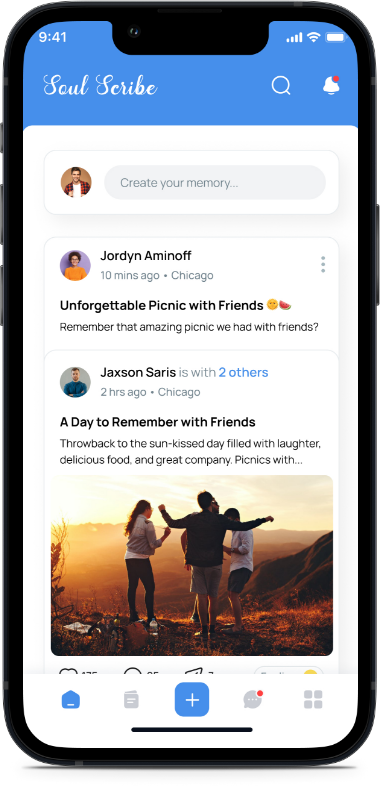 9:41
Soul Scribe
Create your memory...
Jordyn Aminoff
10 mins ago • Chicago
Unforgettable Picnic with Friends 🌞🍉
Remember that amazing picnic we had with friends?
Jaxson Saris is with 2 others
2 hrs ago • Chicago
A Day to Remember with Friends
Throwback to the sun-kissed day filled with laughter,
delicious food, and great company. Picnics with...